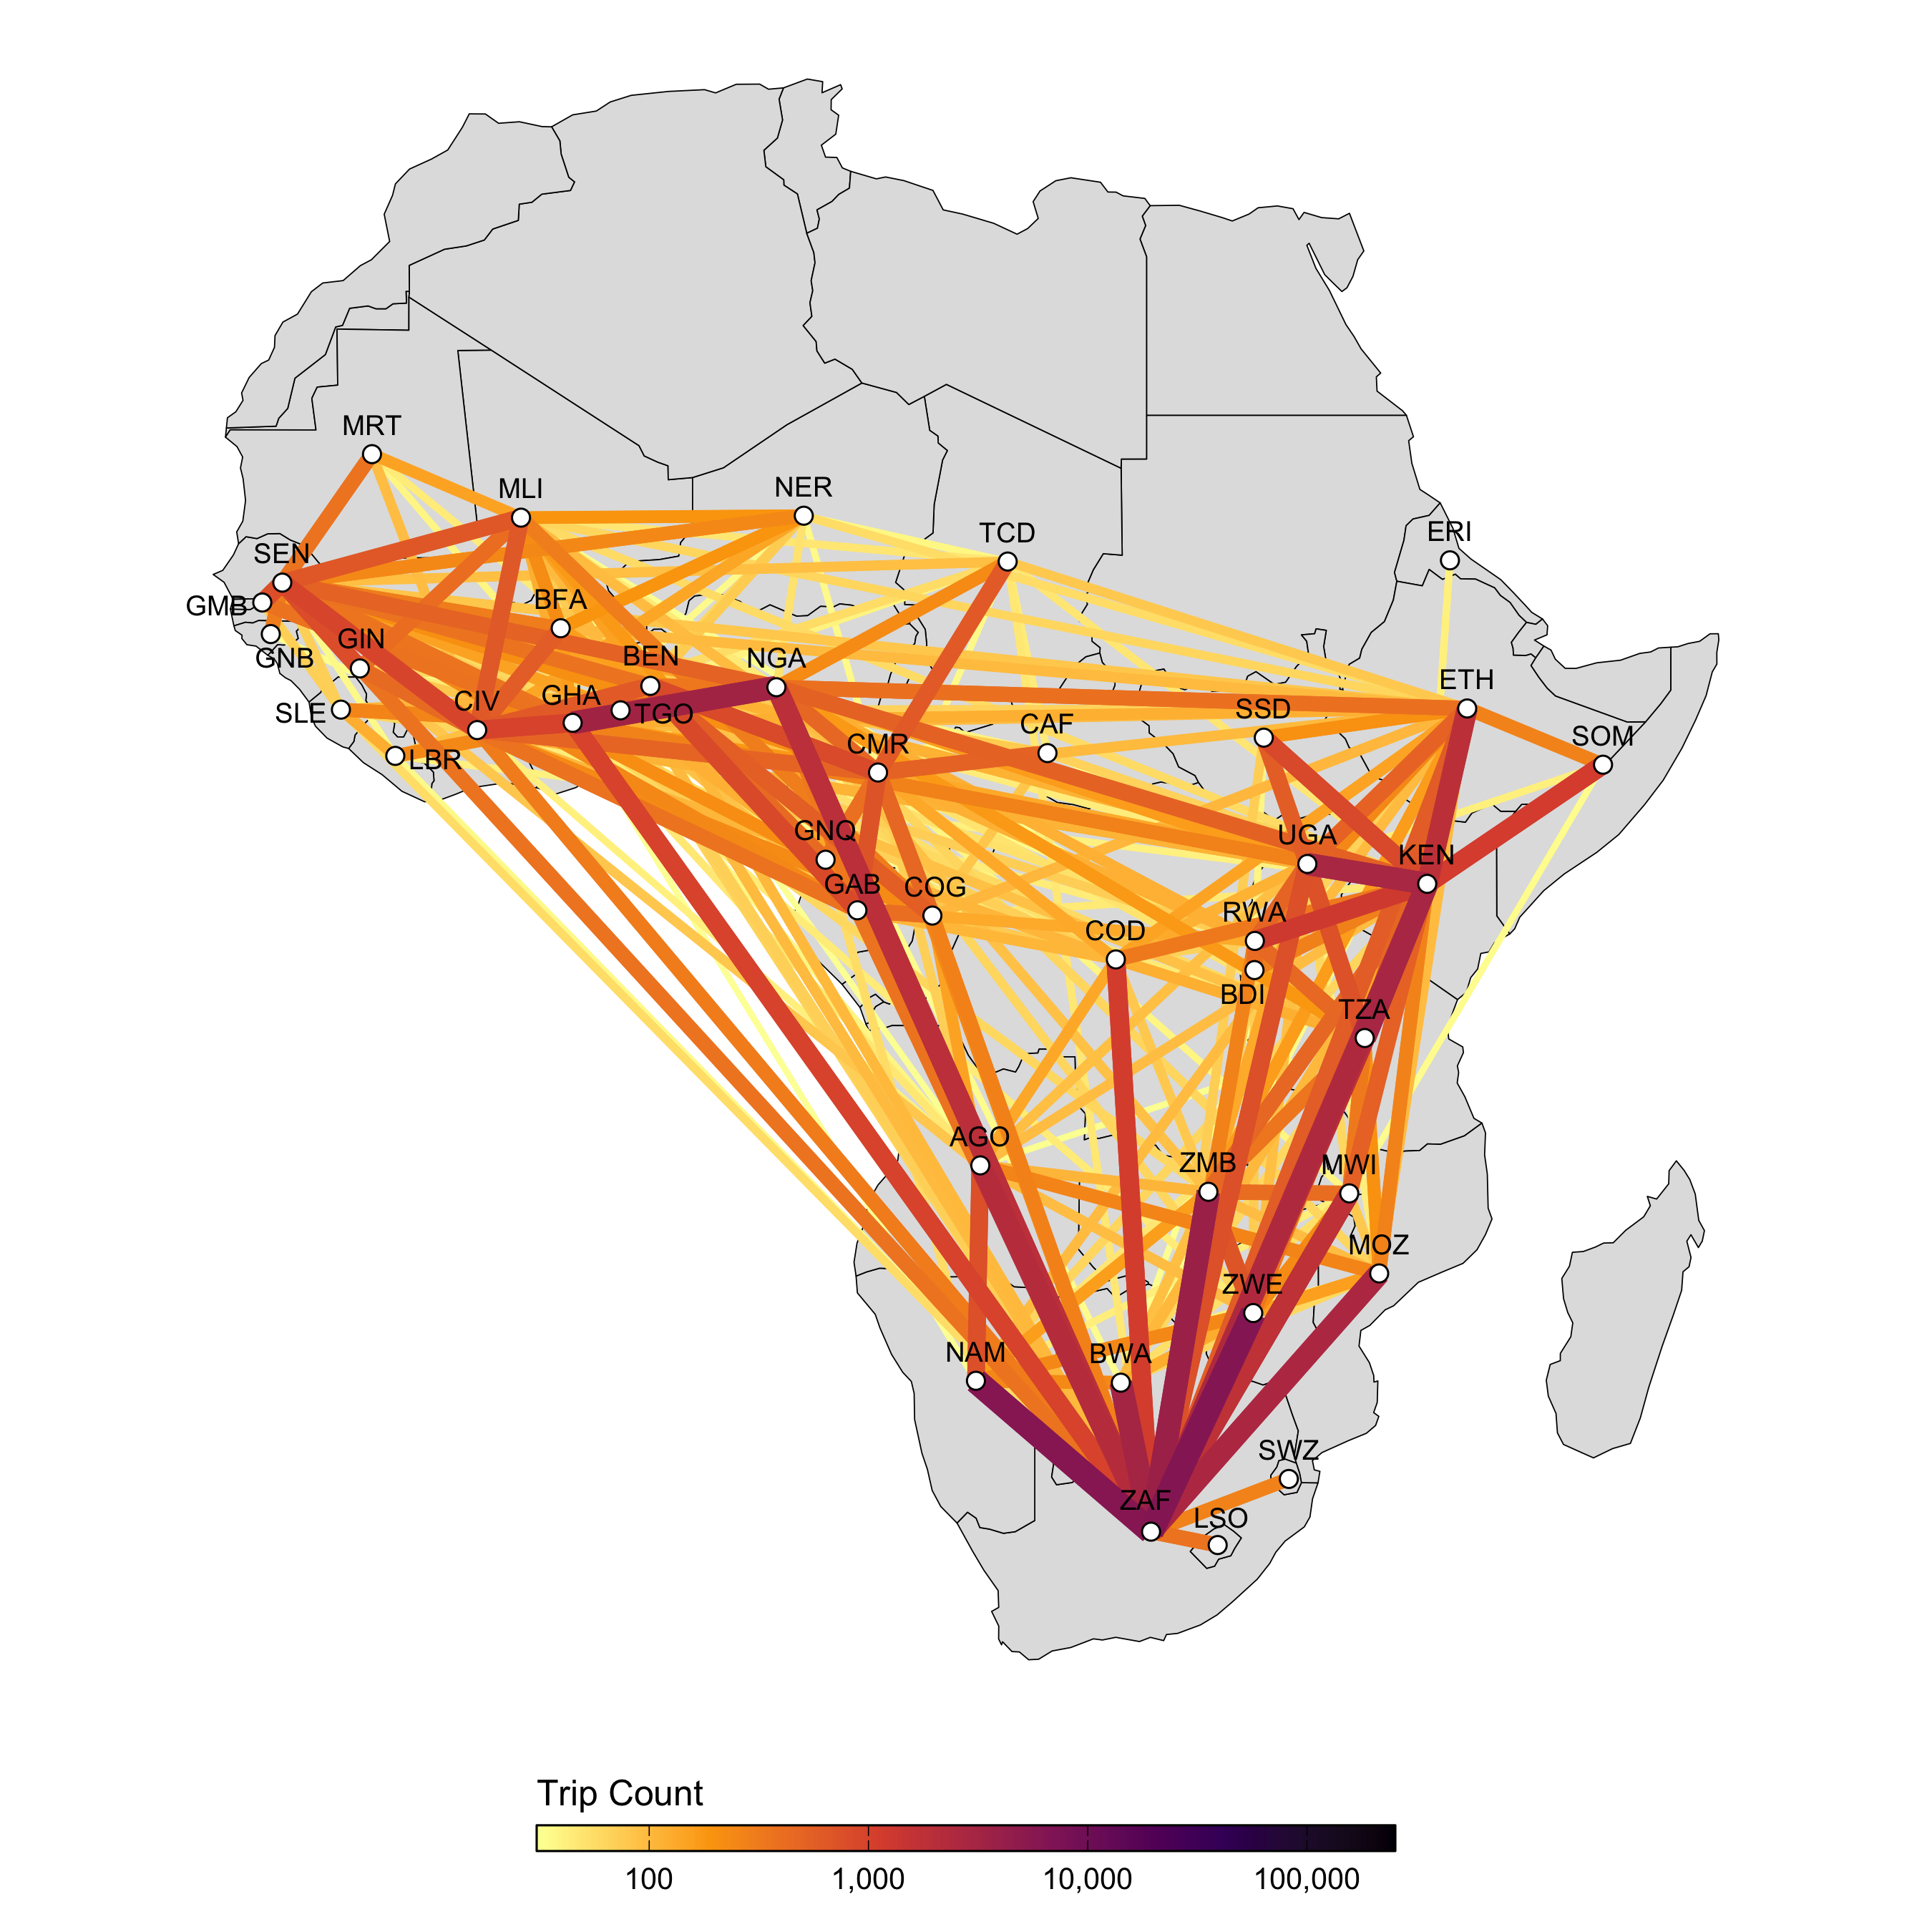 MRT
MLI
NER
TCD
ERI
SEN
GMB
BFA
GIN
GNB
BEN
NGA
ETH
SLE
CIV
GHA
TGO
SSD
CAF
SOM
LBR
CMR
GNQ
UGA
KEN
GAB
COG
RWA
COD
BDI
TZA
AGO
ZMB
MWI
MOZ
ZWE
NAM
BWA
SWZ
ZAF
LSO
Trip Count
100
1,000
10,000
100,000